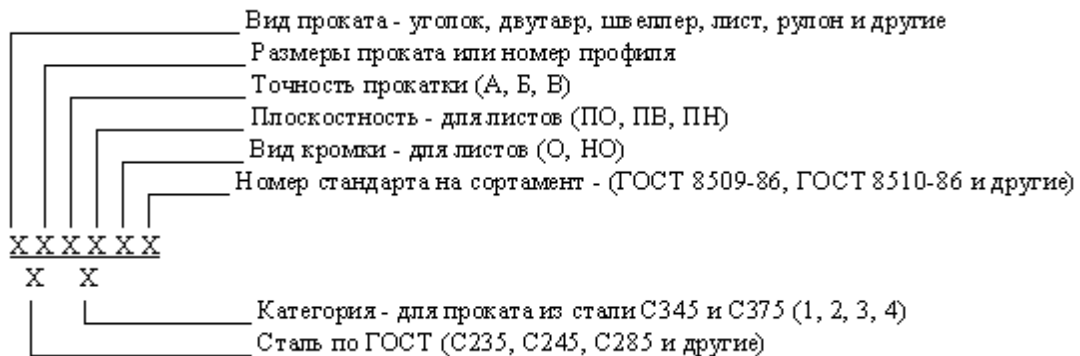 Вид проката - уголок, двутавр, швеллер, лист, рулон и другие
Размеры проката или номер профиля
Точность прокатки (А, Б, В)
Плоскостность - для листов (ПО, ПВ, ПН)
Вид кромки - для листов (О, НО)
Номер стандарта на сортамент - (ГОСТ 8509-86, ГОСТ 8510-86 и другие)
Х Х Х Х Х Х
Х Х
Категория - для проката из стали С345 и С375 (1, 2, 3, 4)
Сталь по ГОСТ (С235, С245, С285 и другие)